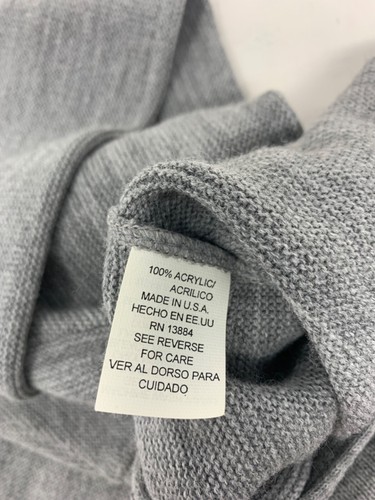 100% ACRYLIC/
ACRILICO
MADE IN U.S.A.
HECHO EN EE.UU
RN 13884
SEE REVERSE
FOR CARE
VER AL DORSO PARA
CUIDADO